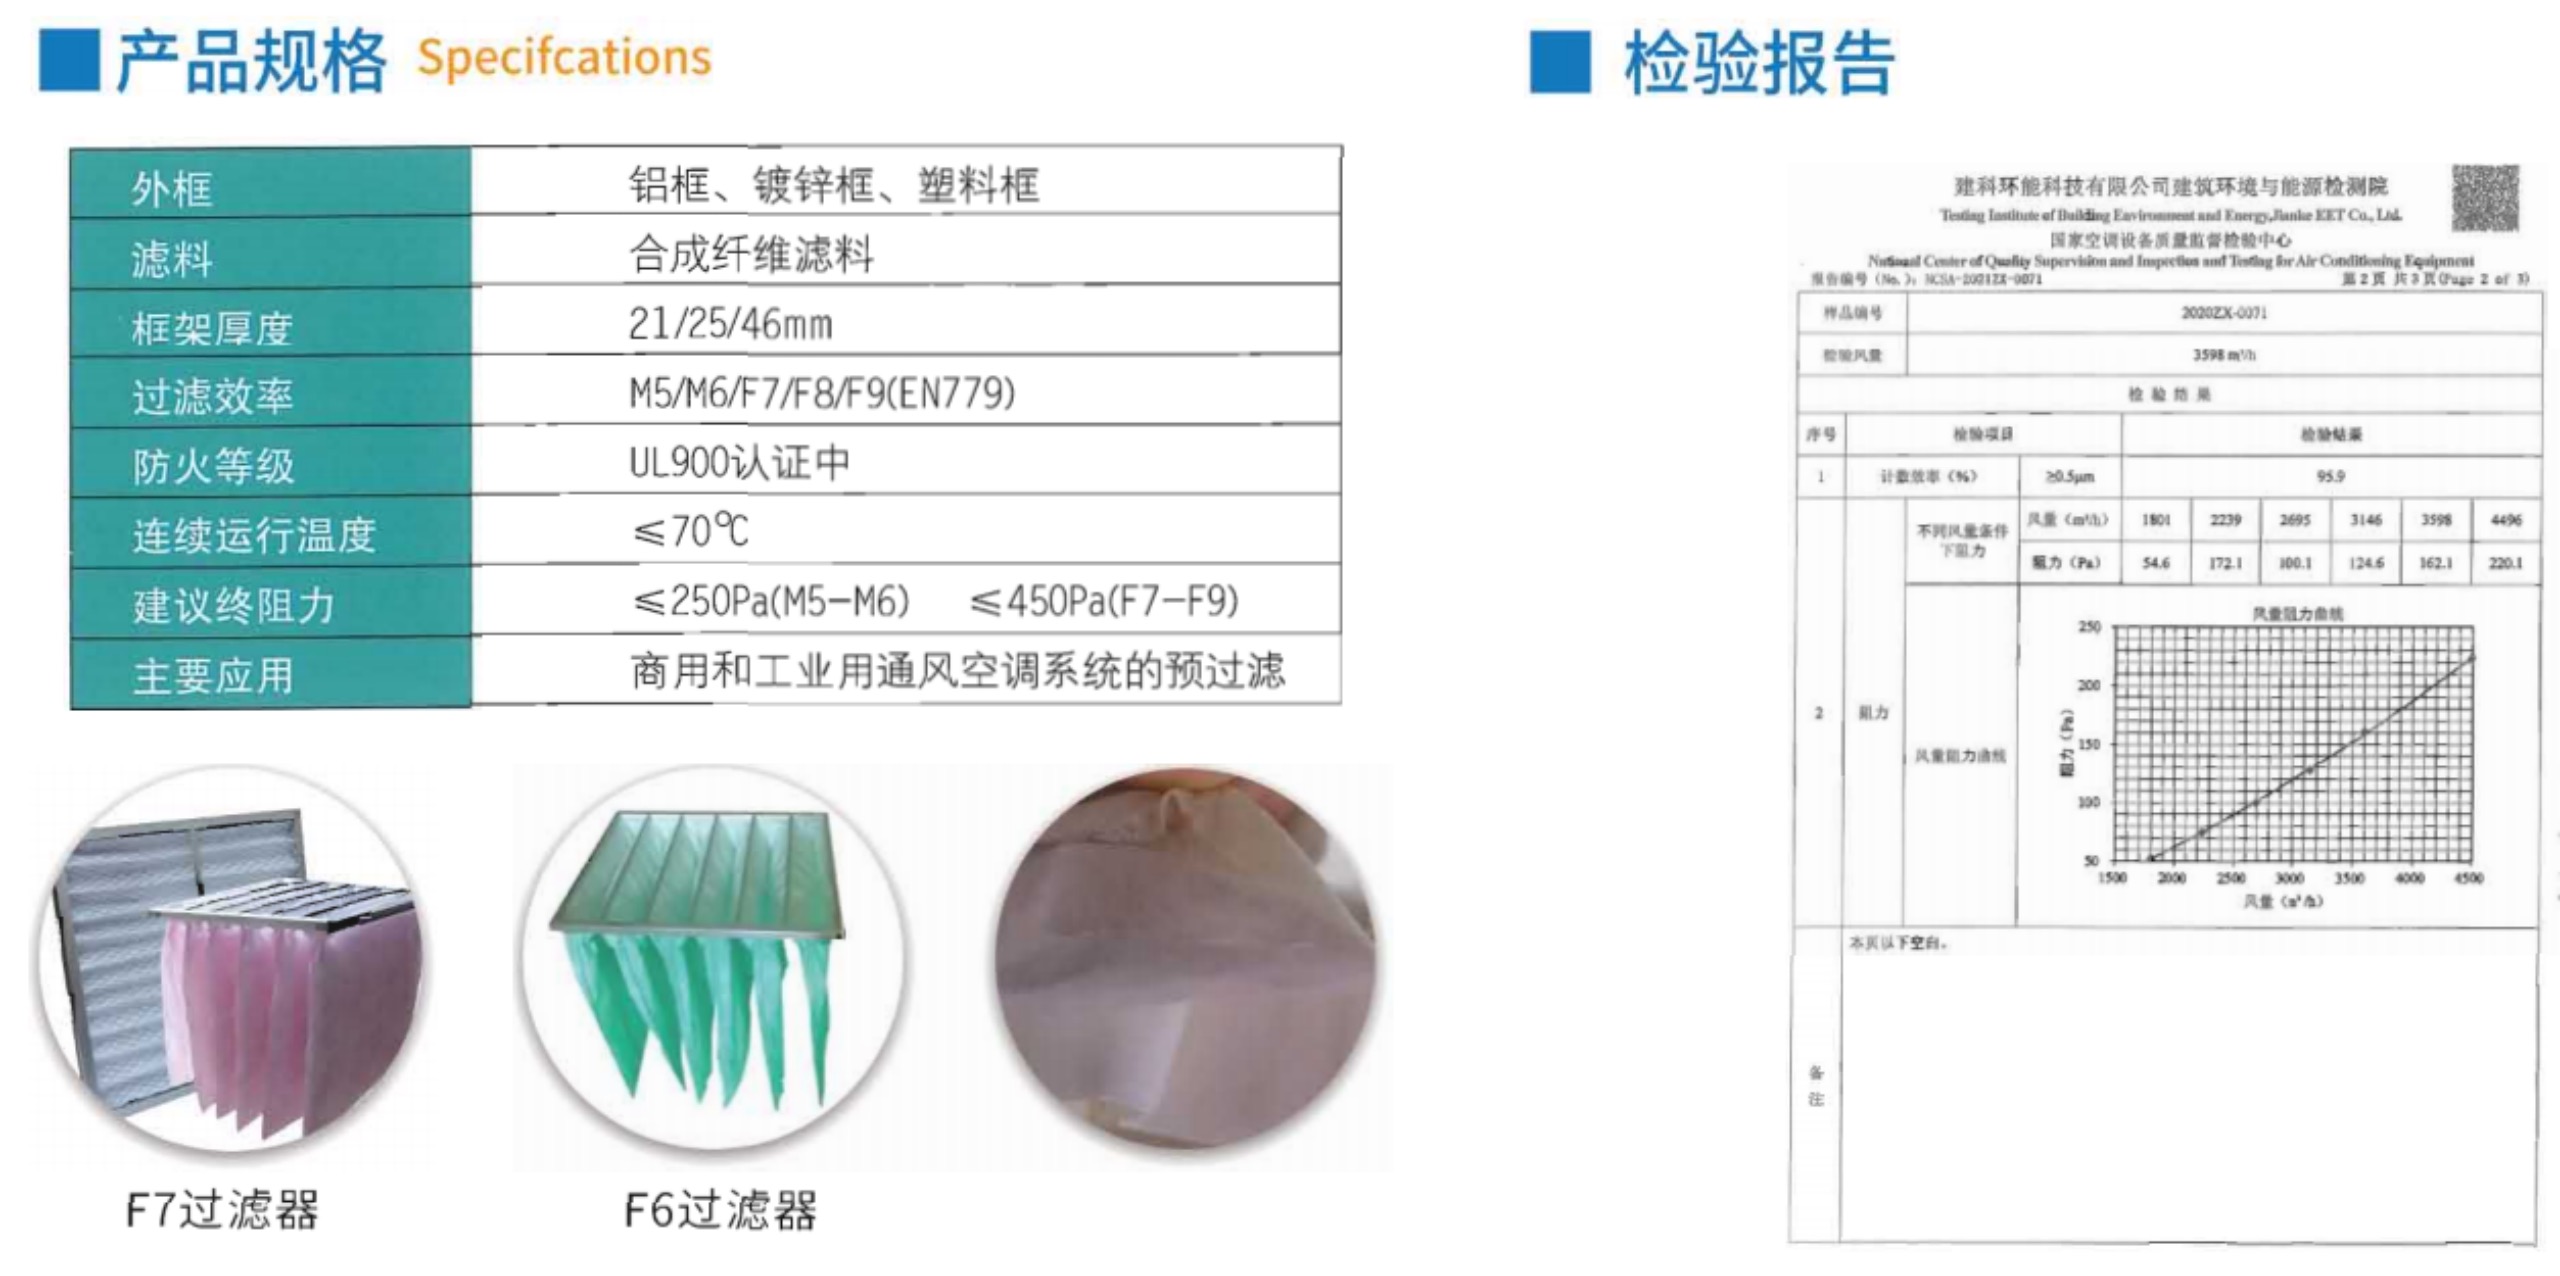 产品规格 Specifcations
外框 铝框、镀锌框、塑料框
滤料 合成纤维滤料
框架厚度 21/25/46mm
过滤效率 M5/M6/F7/F8/F9(EN779)
防火等级 UL900认证中
连续运行温度 ≤70℃
建议终阻力 ≤250Pa(M5-M6) ≤450Pa(F7-F9)
主要应用 商用和工业用通风空调系统的预过滤
F7过滤器
F6过滤器
检验报告
建科环能科技有限公司建筑环境与能源检测院
Testing Institute of Building Environment and Energy,Jianke EET Co., Ltd.
国家空调设备质量监督检验中心
National Center of Quality Supervision and Inspection and Testing for Air Conditioning Equipment
报告编号 (No.): NCSA-2021ZX-0071 第 2 页 共 3 页(Page 2 of 3)
样品编号 2020ZX-0071
检验风量 3598 m³/h
检 验 结 果
序号 检验项目 检验结果
1 计数效率 (%) ≥0.5μm 95.9
2 阻力
不同风量条件
下阻力
风量 (m³/h) 1801 2239 2695 3146 3598 4496
阻力 (Pa) 54.6 172.1 100.1 124.6 162.1 220.1
风量阻力曲线
风量阻力曲线
阻力 (Pa)
250
200
150
100
50
1500 2000 2500 3000 3500 4000 4500
风量 (m³/h)
备
注
本页以下空白。